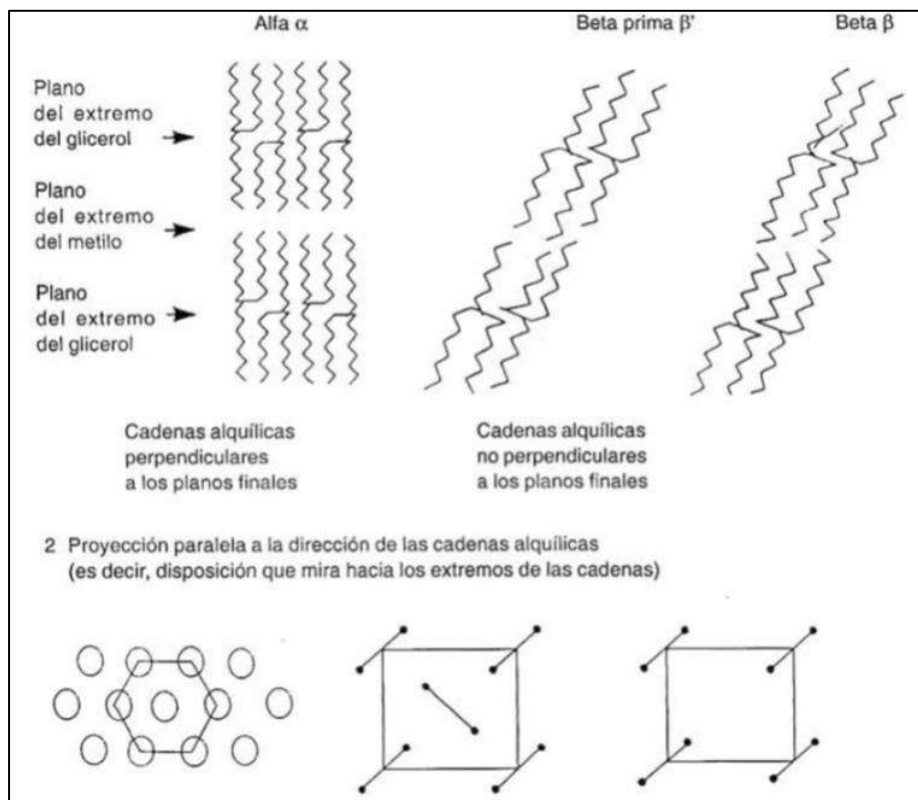 Alfa α
Beta prima β'
Beta β
Plano
del extremo
del glicerol
Plano
del extremo
del metilo
Plano
del extremo
del glicerol
Cadenas alquílicas
perpendiculares
a los planos finales
Cadenas alquílicas
no perpendiculares
a los planos finales
2 Proyección paralela a la dirección de las cadenas alquílicas
(es decir, disposición que mira hacia los extremos de las cadenas)